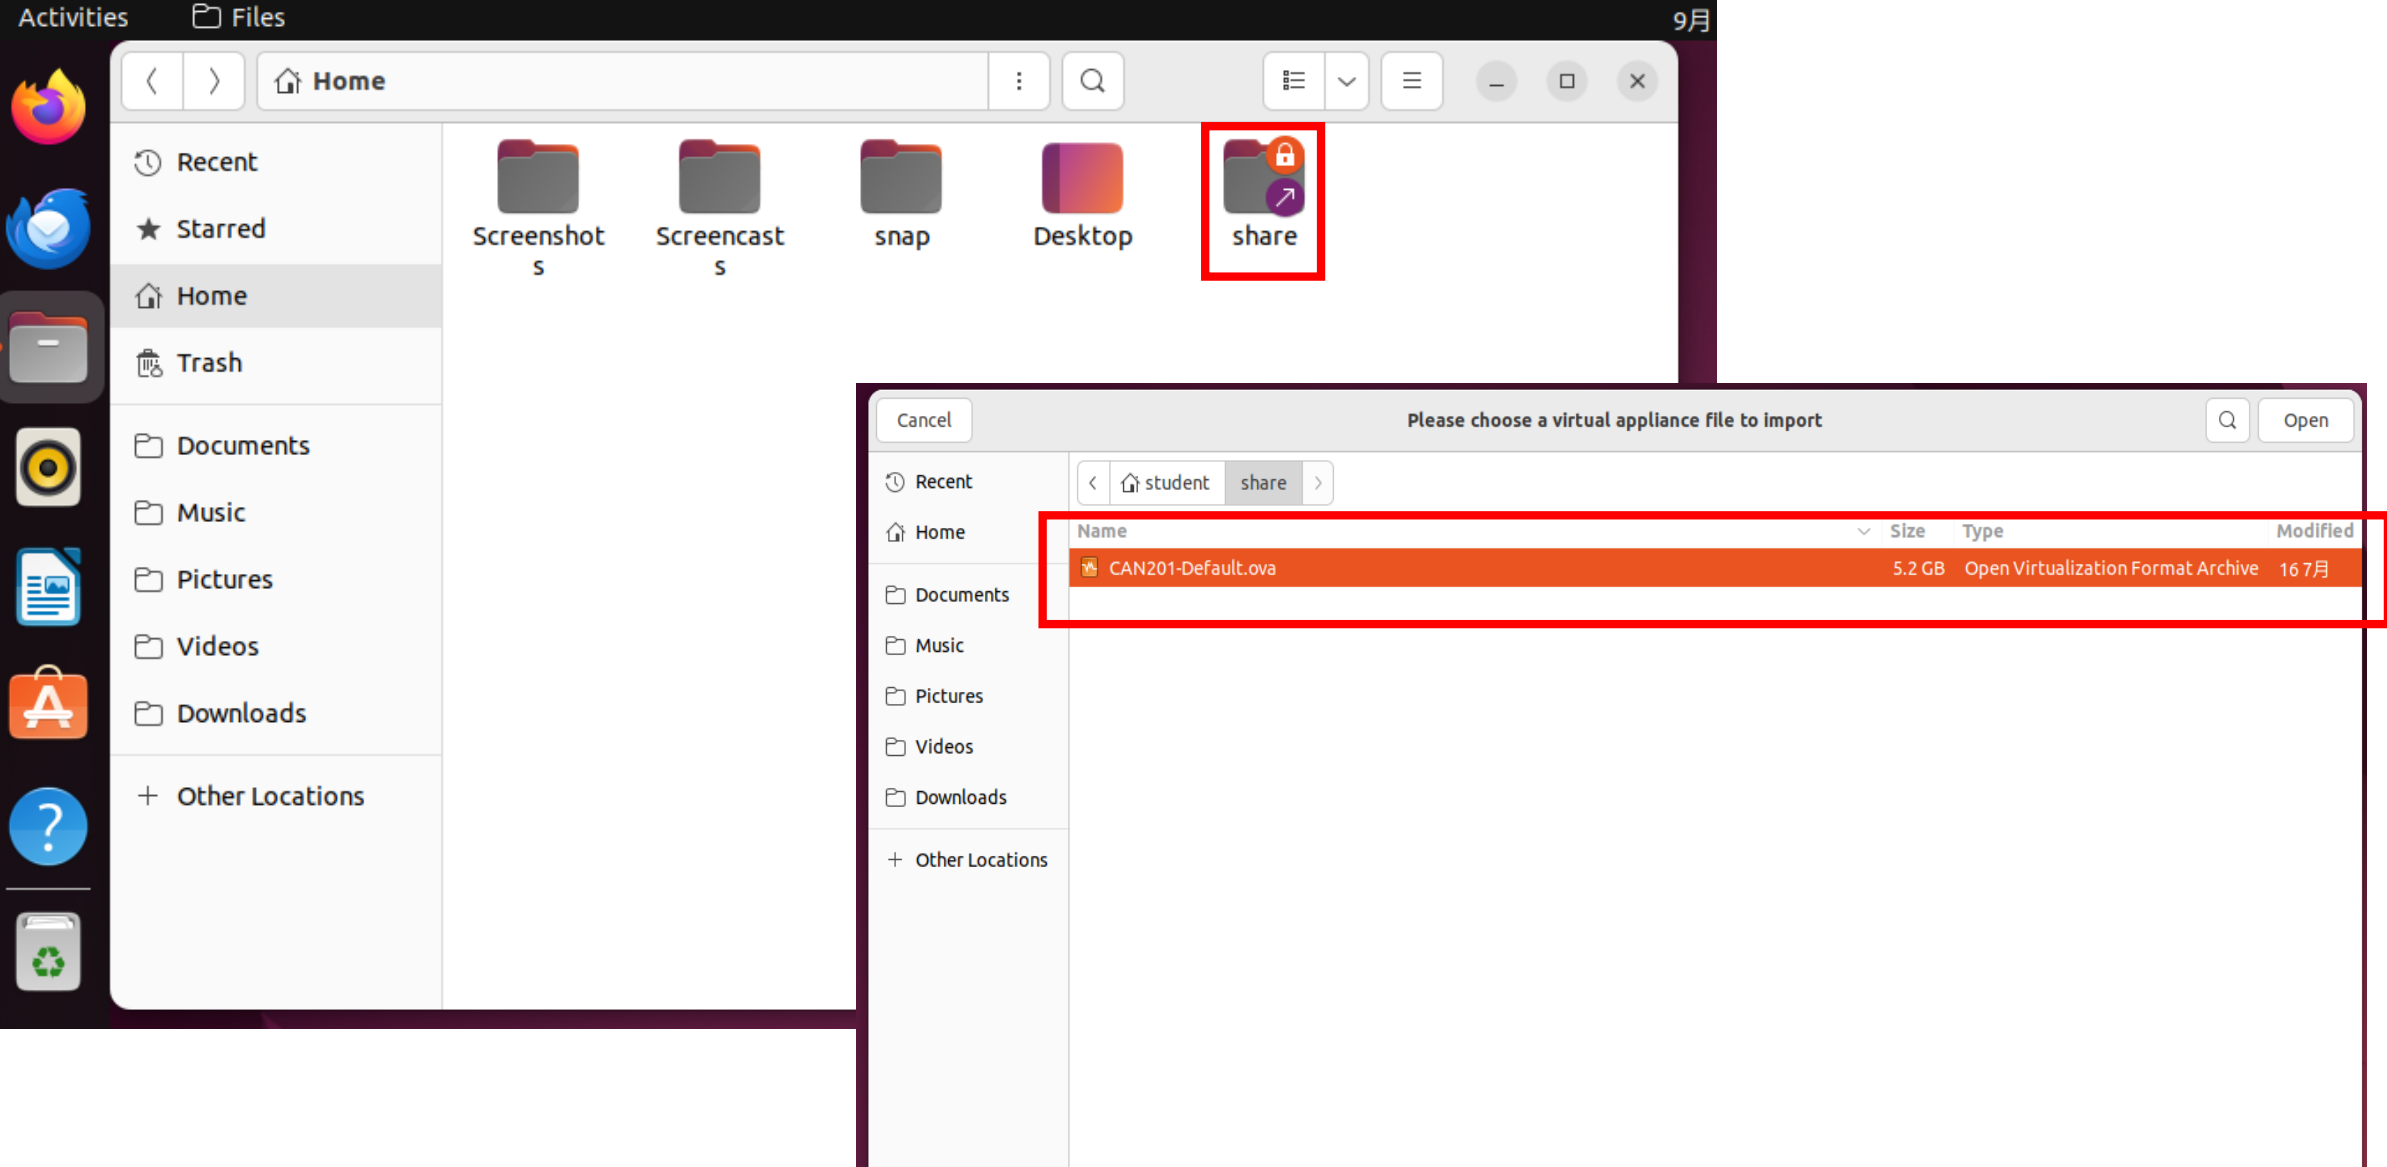 Activities Files 9月
Home
Recent
Starred
Home
Trash
Documents
Music
Pictures
Videos
Downloads
Other Locations
Screenshot
s
Screencast
s
snap
Desktop
share
Cancel Please choose a virtual appliance file to import Open
Recent
Home
Documents
Music
Pictures
Videos
Downloads
Other Locations
student share
Name Size Type Modified
CAN201-Default.ova 5.2 GB Open Virtualization Format Archive 16 7月